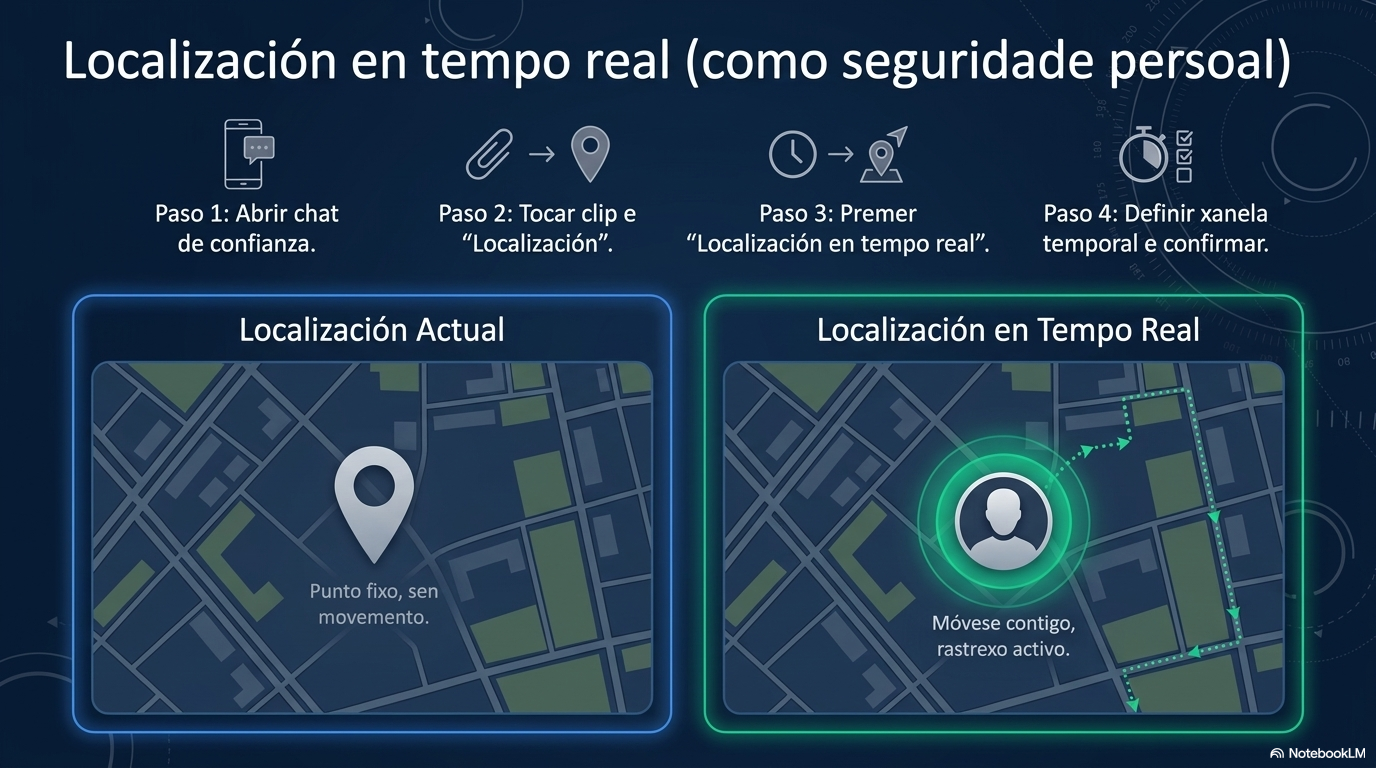 Localización en tempo real (como seguridade persoal)
Paso 1: Abrir chat
de confianza.
Paso 2: Tocar clip e
“Localización”.
Paso 3: Premer
“Localización en tempo real”.
Paso 4: Definir xanela
temporal e confirmar.
Localización Actual
Punto fixo, sen
movemento.
Localización en Tempo Real
Móvese contigo,
rastrexo activo.
NotebookLM